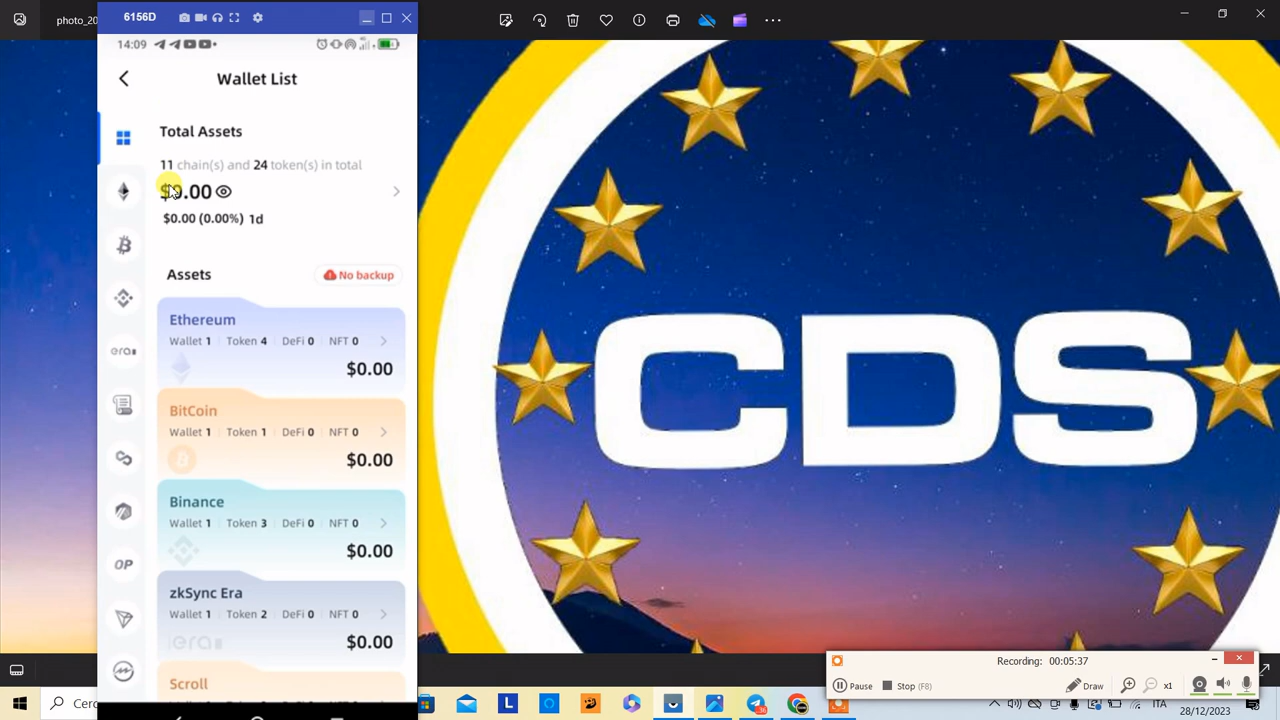 photo_20
6156D
14:09
Wallet List
Total Assets
11 chain(s) and 24 token(s) in total
$0.00
$0.00 (0.00%) 1d
Assets
No backup
Ethereum
Wallet 1 Token 4 DeFi 0 NFT 0
$0.00
BitCoin
Wallet 1 Token 1 DeFi 0 NFT 0
$0.00
Binance
Wallet 1 Token 3 DeFi 0 NFT 0
$0.00
zkSync Era
Wallet 1 Token 2 DeFi 0 NFT 0
era
$0.00
Scroll
era
OP
CDS
Recording: 00:05:37
Pause
Stop (F8)
Draw
x1
Cerc
L
36
ITA
28/12/2023